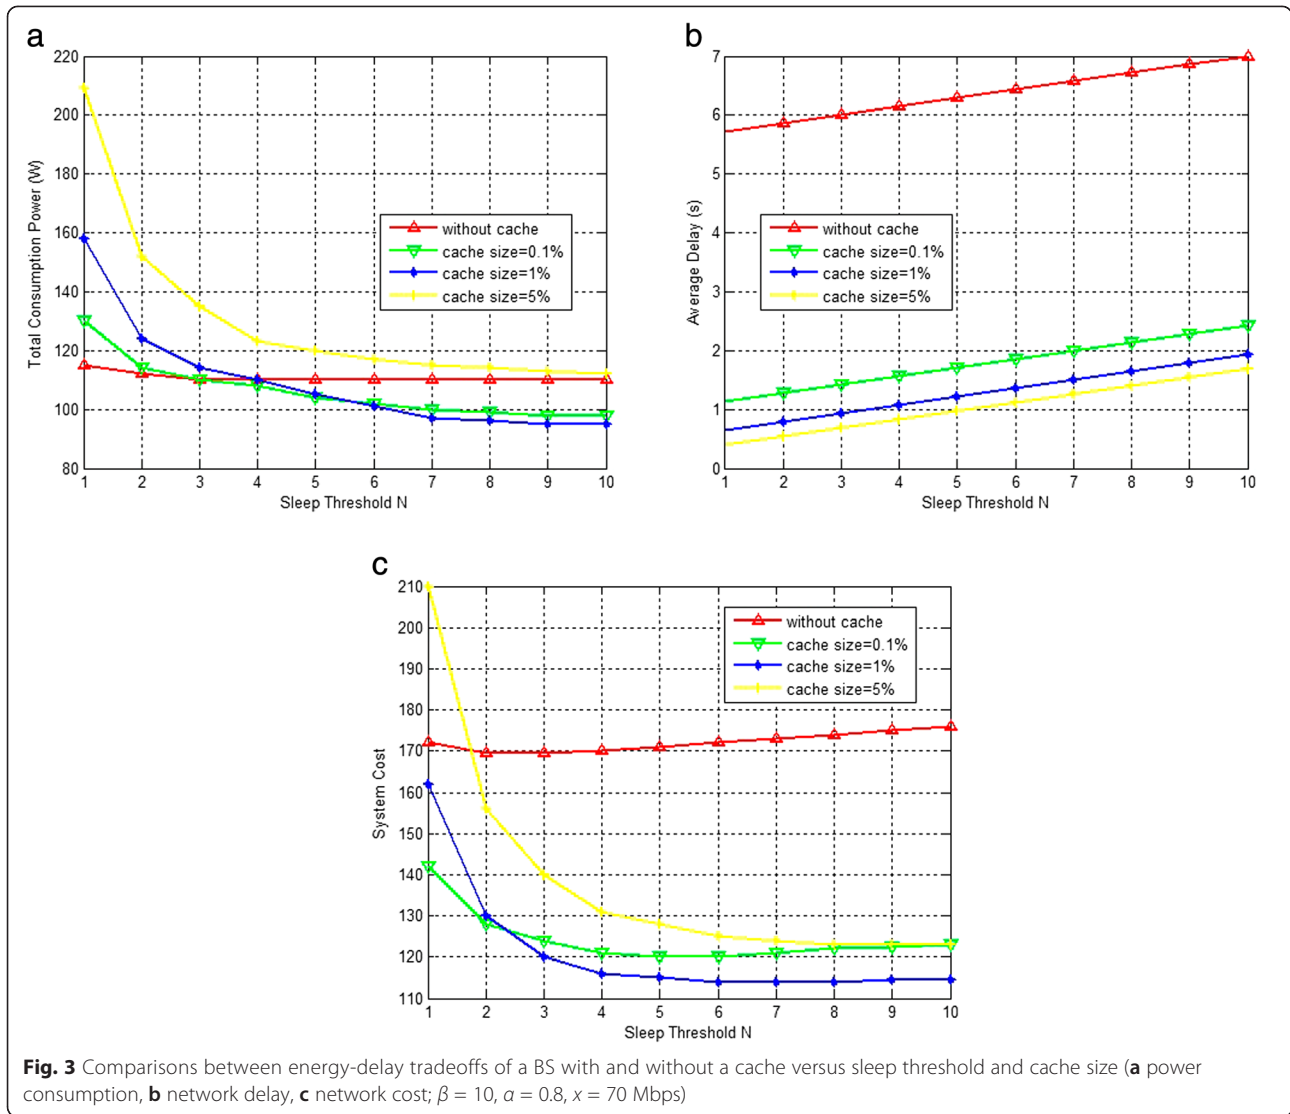 a
220
200
180
160
140
120
100
80
1 2 3 4 5 6 7 8 9 10
Total Consumption Power (W)
Sleep Threshold N
without cache
cache size=0.1%
cache size=1%
cache size=5%
b
7
6
5
4
3
2
1
0
1 2 3 4 5 6 7 8 9 10
Average Delay (s)
Sleep Threshold N
without cache
cache size=0.1%
cache size=1%
cache size=5%
c
210
200
190
180
170
160
150
140
130
120
110
1 2 3 4 5 6 7 8 9 10
System Cost
Sleep Threshold N
without cache
cache size=0.1%
cache size=1%
cache size=5%
Fig. 3 Comparisons between energy-delay tradeoffs of a BS with and without a cache versus sleep threshold and cache size (a power
consumption, b network delay, c network cost; β = 10, α = 0.8, x = 70 Mbps)